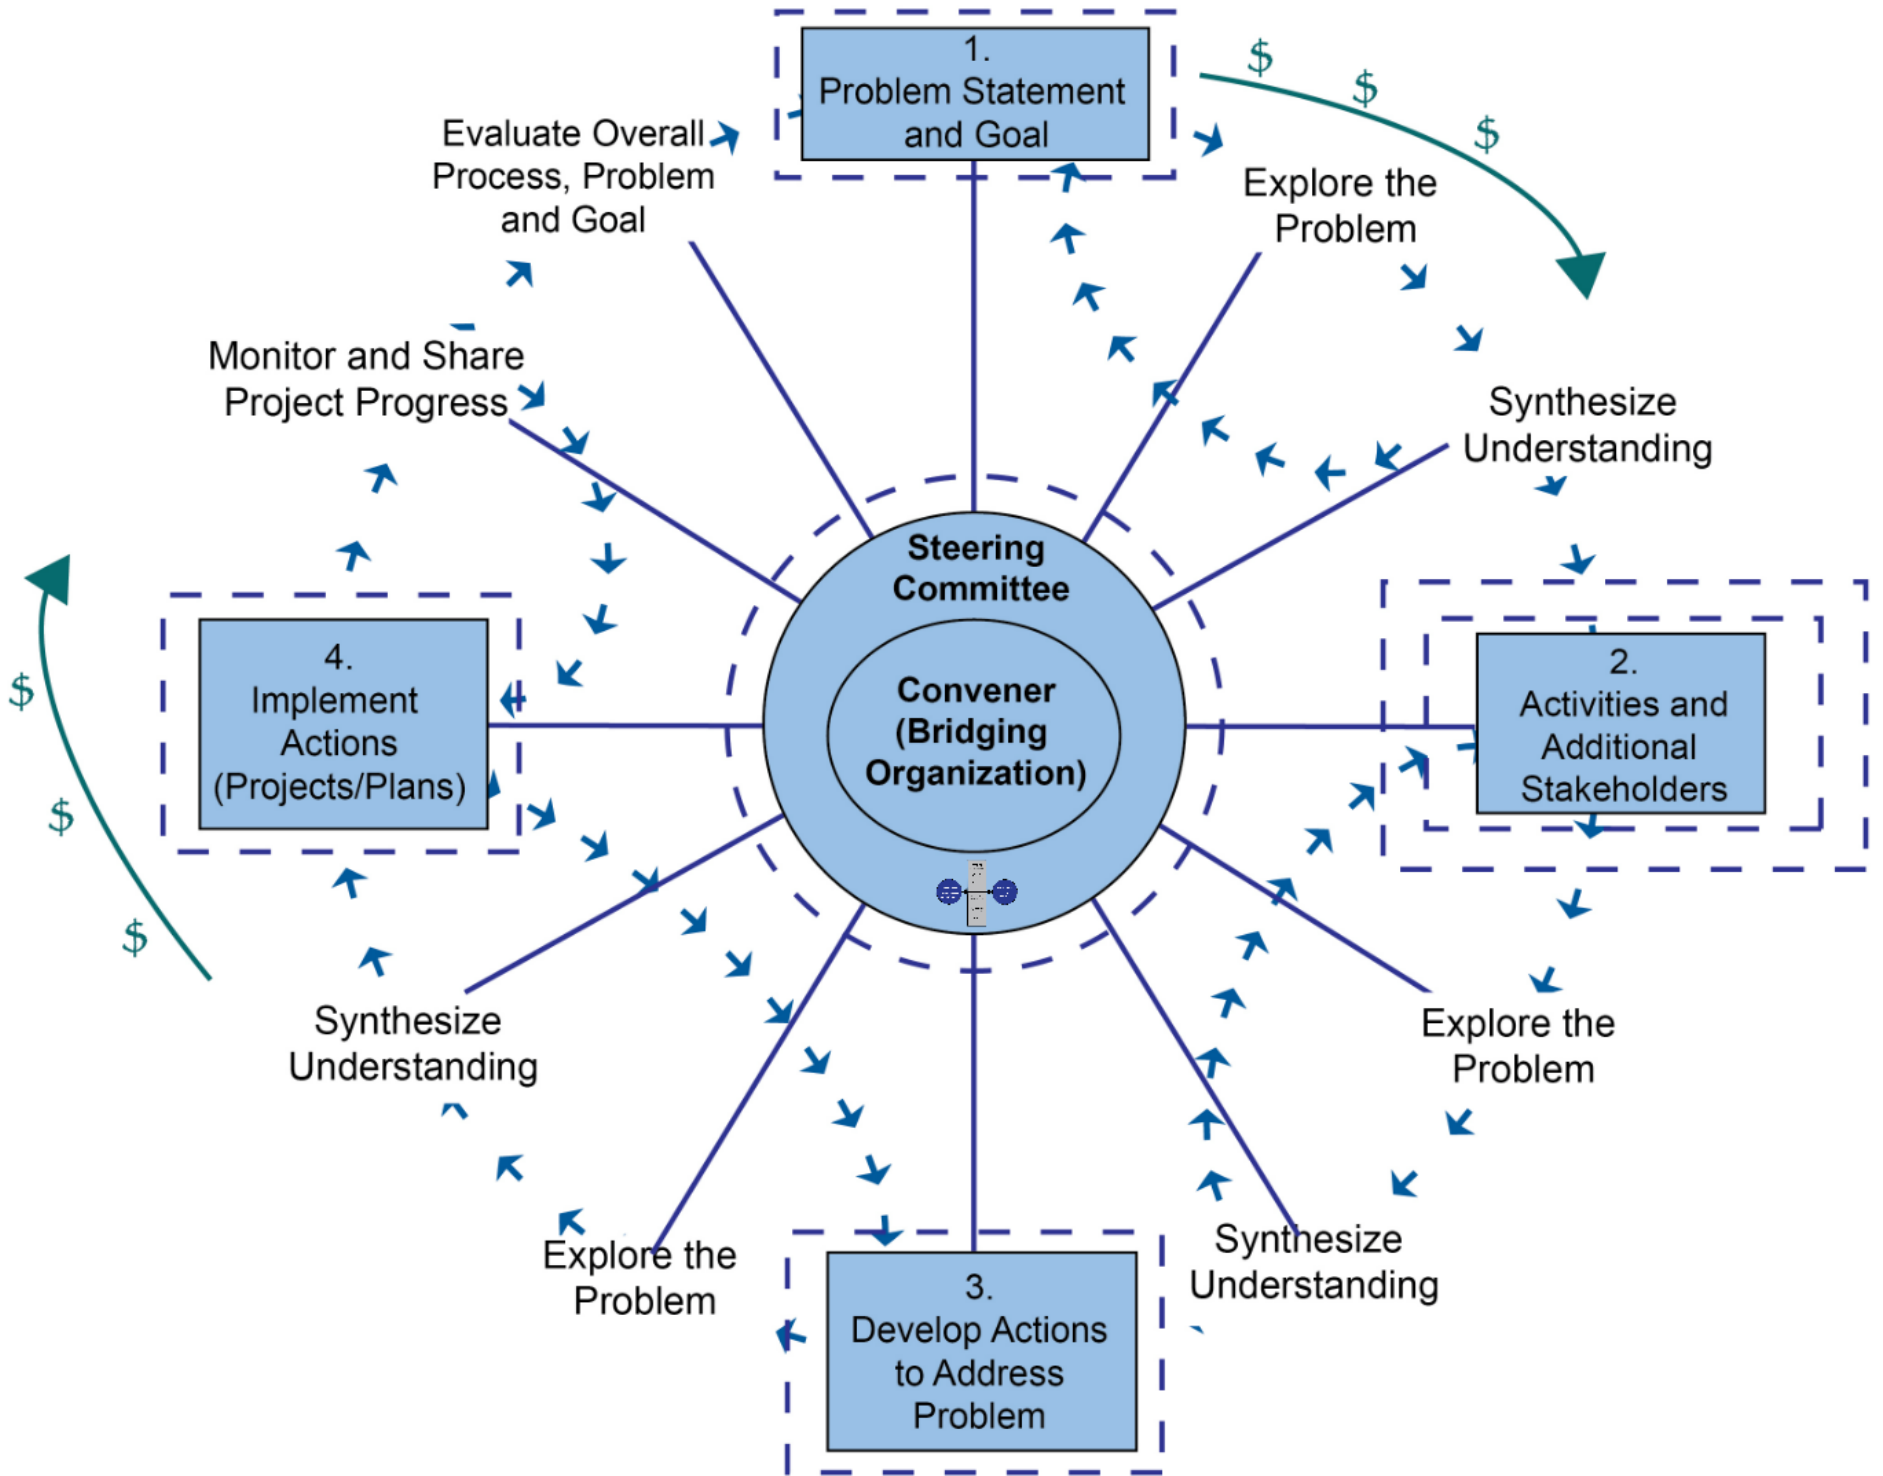 1.
Problem Statement
and Goal
$
$
$
Explore the
Problem
Synthesize
Understanding
2.
Activities and
Additional
Stakeholders
Explore the
Problem
Synthesize
Understanding
3.
Develop Actions
to Address
Problem
Explore the
Problem
Synthesize
Understanding
$
$
$
4.
Implement
Actions
(Projects/Plans)
Monitor and Share
Project Progress
Evaluate Overall
Process, Problem
and Goal
Steering
Committee
Convener
(Bridging
Organization)